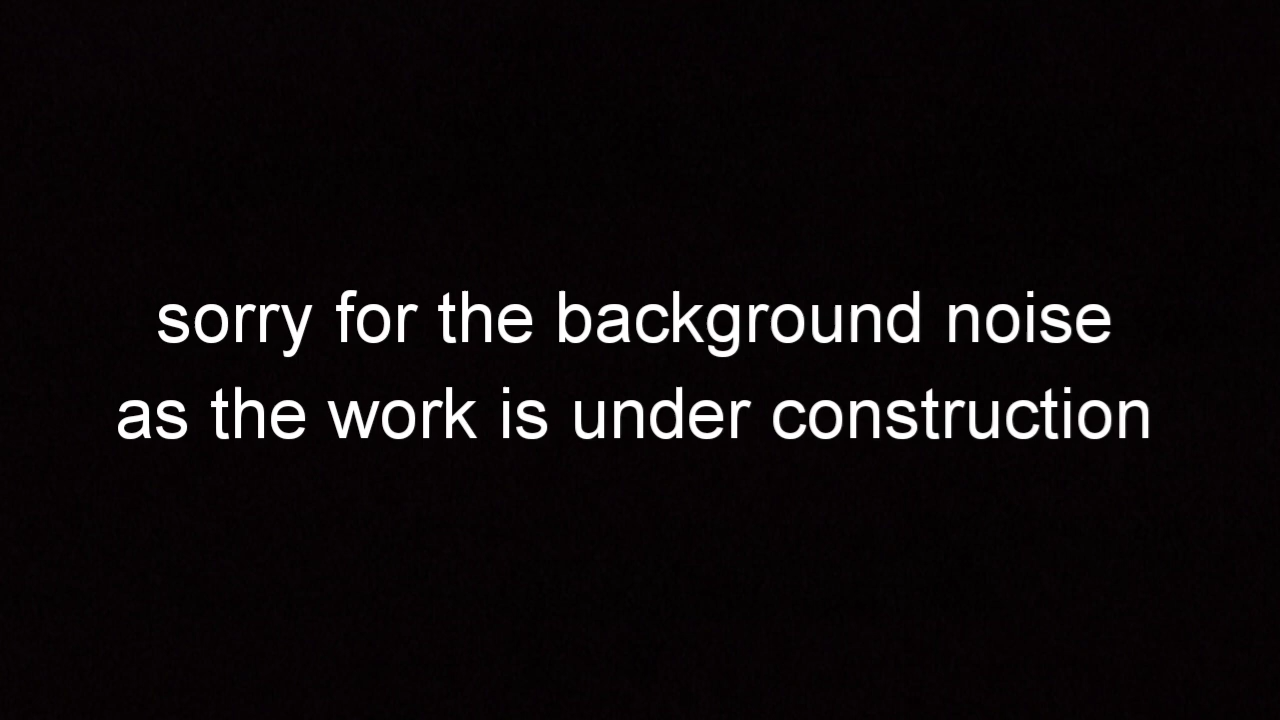 sorry for the background noise
as the work is under construction